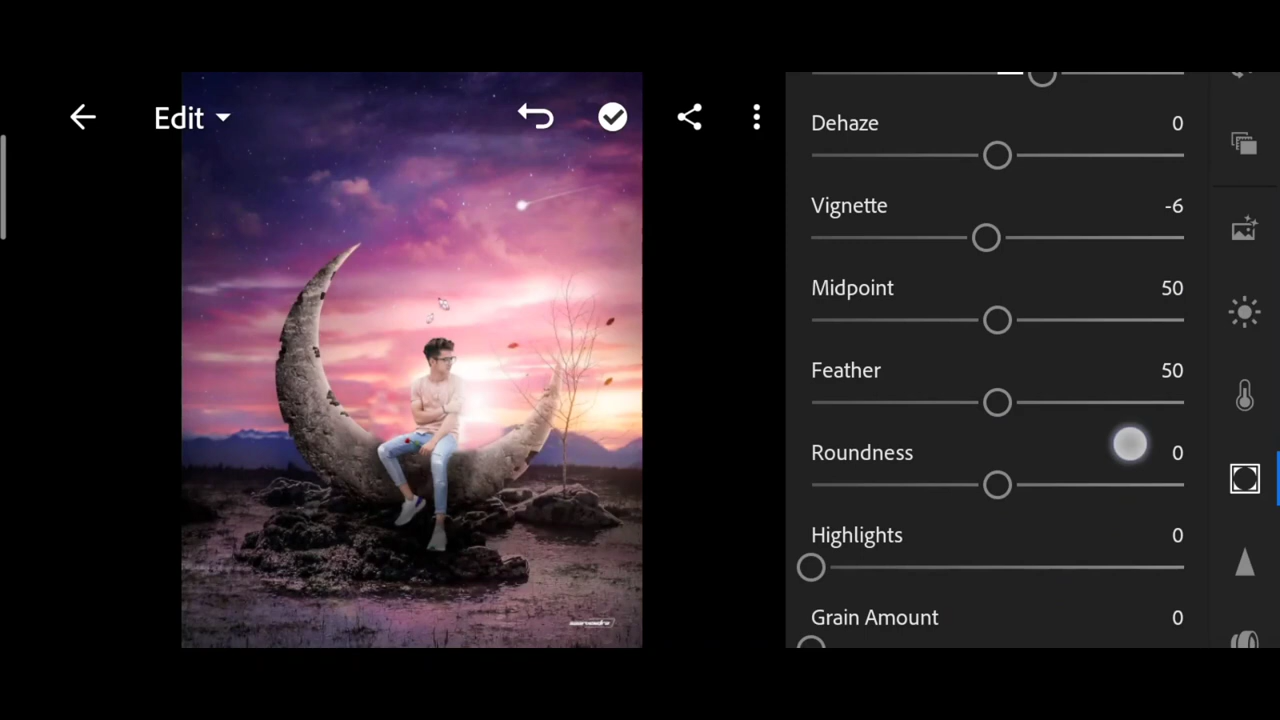 Edit
Dehaze 0
Vignette -6
Midpoint 50
Feather 50
Roundness 0
Highlights 0
Grain Amount 0